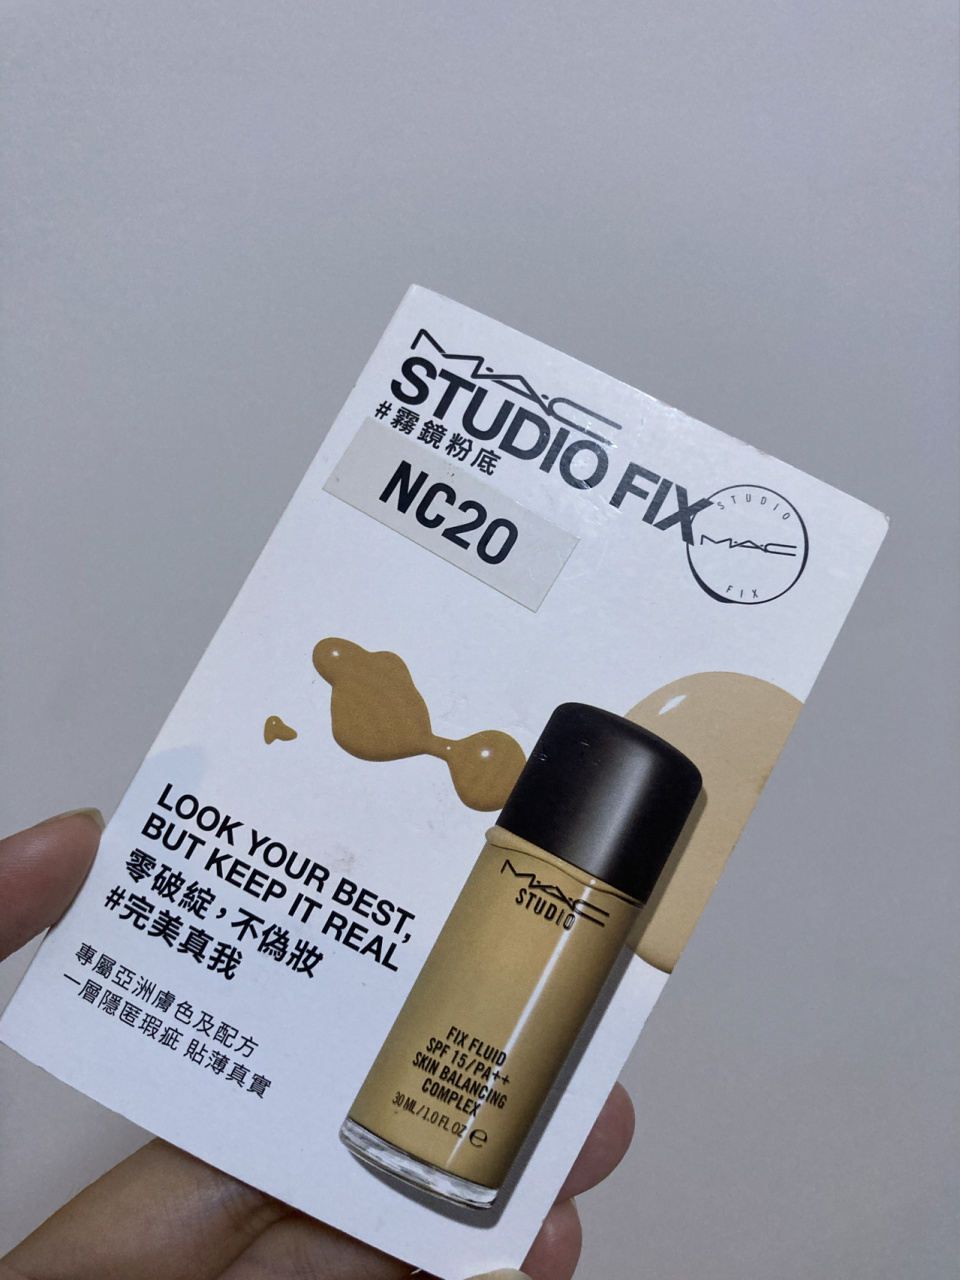 MAC
STUDIO FIX
#霧鏡粉底
NC20
STUDIO
MAC
FIX
LOOK YOUR BEST,
BUT KEEP IT REAL
零破綻，不偽妝
#完美真我
專屬亞洲膚色及配方
一層隱匿瑕疵 貼薄真實
MAC
STUDIO
FIX FLUID
SPF 15/PA++
SKIN BALANCING
COMPLEX
30 ML/1.0 FL OZ ℮